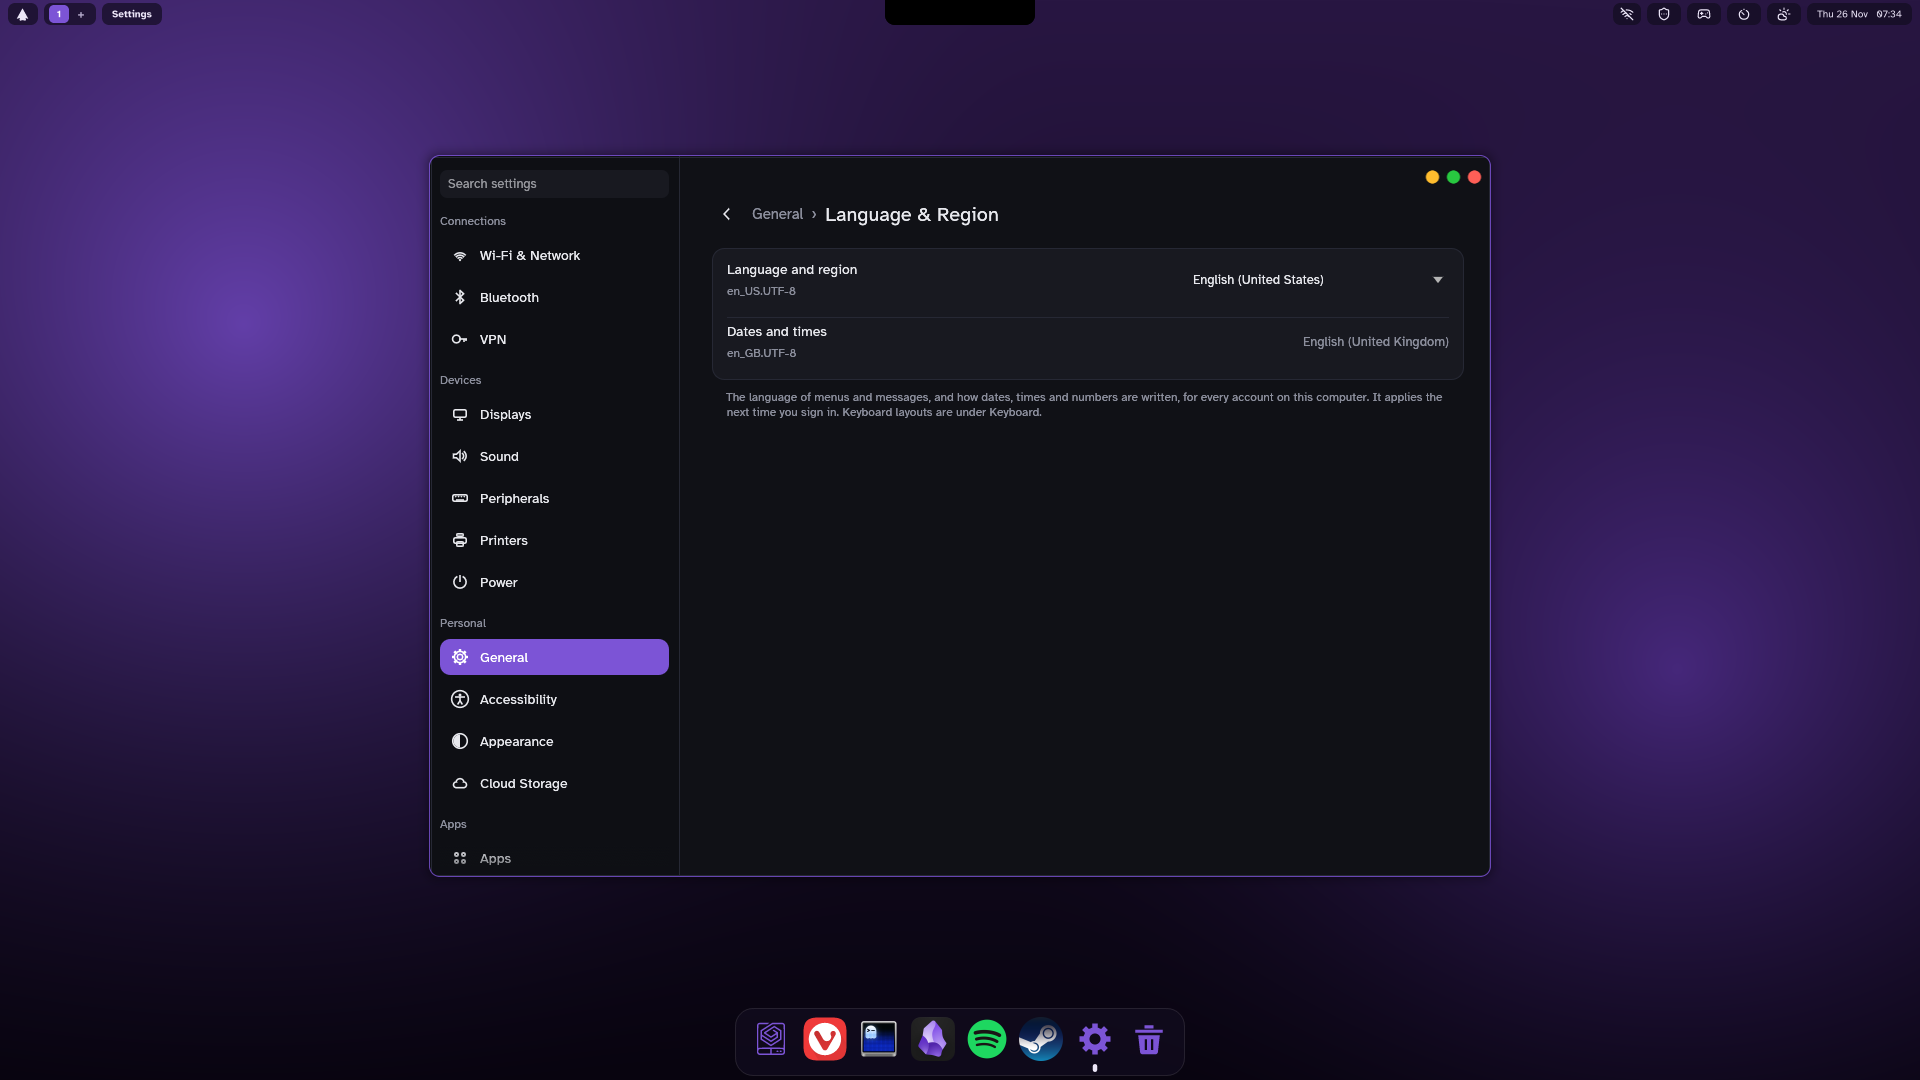 1 + Settings
Thu 26 Nov 07:34
Search settings
Connections
Wi-Fi & Network
Bluetooth
VPN
Devices
Displays
Sound
Peripherals
Printers
Power
Personal
General
Accessibility
Appearance
Cloud Storage
Apps
Apps
General › Language & Region
Language and region
en_US.UTF-8
English (United States)
Dates and times
en_GB.UTF-8
English (United Kingdom)
The language of menus and messages, and how dates, times and numbers are written, for every account on this computer. It applies the
next time you sign in. Keyboard layouts are under Keyboard.